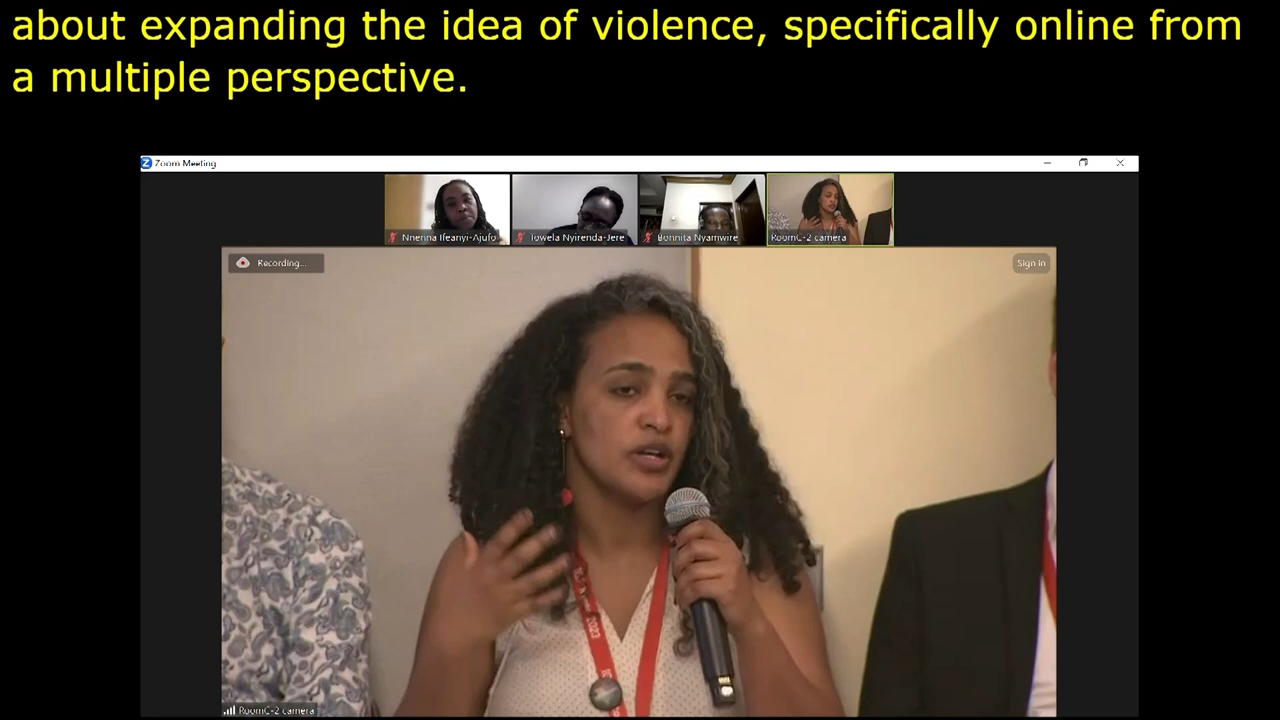 about expanding the idea of violence, specifically online from
a multiple perspective.
Zoom Meeting
Nnenna Ifeanyi-Ajufo
Towela Nyirenda-Jere
Bonnita Nyamwire
RoomC-2 camera
Recording...
Sign in
2023
RoomC-2 camera